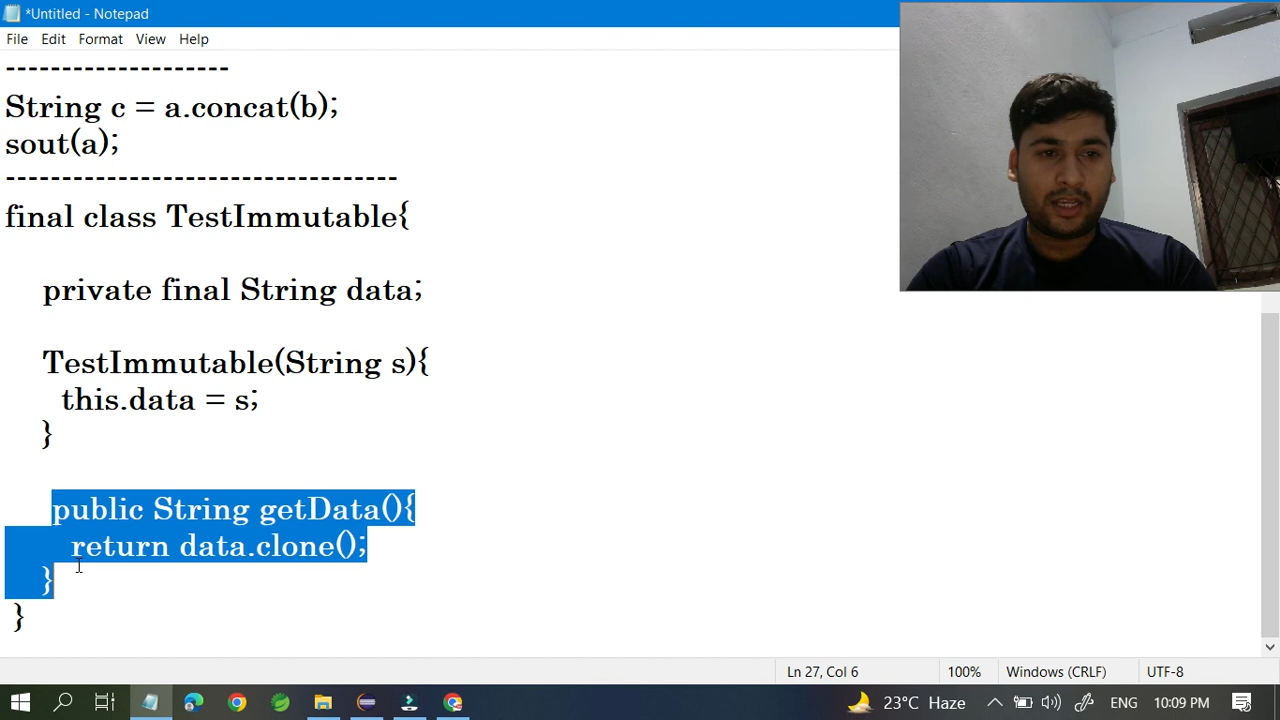 *Untitled - Notepad
File Edit Format View Help
-------------------
String c = a.concat(b);
sout(a);
-----------------------------------
final class TestImmutable{
private final String data;
TestImmutable(String s){
this.data = s;
}
public String getData(){
return data.clone();
}
}
Ln 27, Col 6 100% Windows (CRLF) UTF-8
23°C Haze ENG 10:09 PM